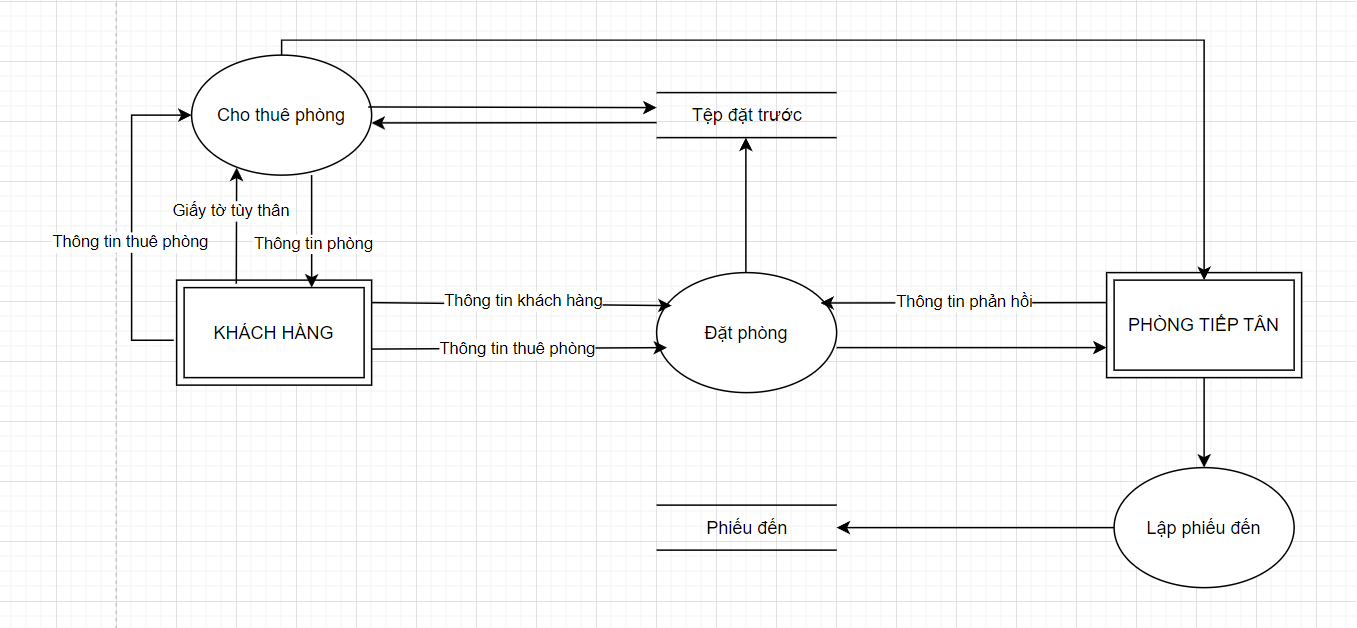 Cho thuê phòng
Tệp đặt trước
Giấy tờ tùy thân
Thông tin thuê phòng
Thông tin phòng
Thông tin khách hàng
Thông tin phản hồi
KHÁCH HÀNG
Đặt phòng
PHÒNG TIẾP TÂN
Thông tin thuê phòng
Phiếu đến
Lập phiếu đến